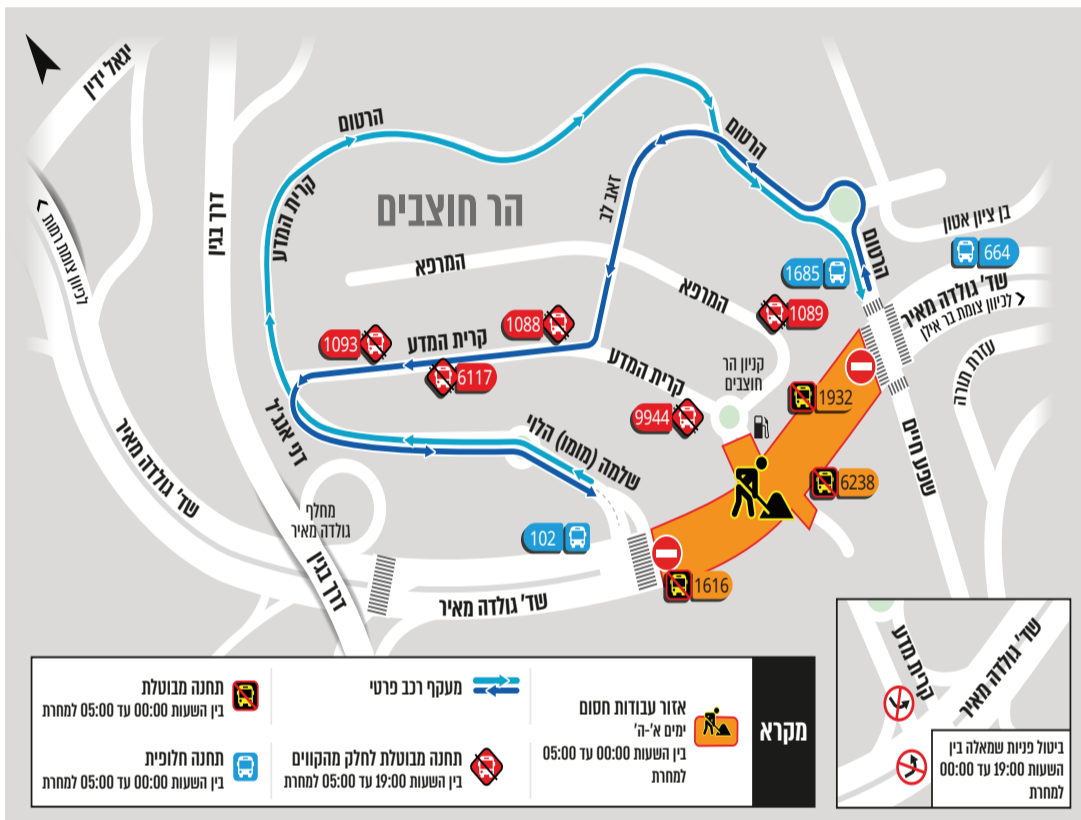 יגאל ידין
לכיוון צומת רמות
דרך בגין
הרטום
קרית המדע
הר חוצבים
הרטום
זאב לב
המרפא
המרפא
1685
הרטום
בן ציון אטון
664
שד' גולדה מאיר
לכיוון צומת בר אילן
עזרת תורה
1089
1088
1093
קרית המדע
6117
קרית המדע
קניון הר
חוצבים
9944
1932
6238
שפע חיים
דני אנג'ל
שלמה (מומו) הלוי
שד' גולדה מאיר
מחלף
גולדה מאיר
102
1616
דרך בגין
שד' גולדה מאיר
קרית מדע
שד' גולדה מאיר
ביטול פניות שמאלה בין
השעות 19:00 עד 00:00
למחרת
מקרא
אזור עבודות חסום
ימים א'-ה'
בין השעות 00:00 עד 05:00
למחרת
מעקף רכב פרטי
תחנה מבוטלת לחלק מהקווים
בין השעות 19:00 עד 05:00 למחרת
תחנה מבוטלת
בין השעות 00:00 עד 05:00 למחרת
תחנה חלופית
בין השעות 00:00 עד 05:00 למחרת